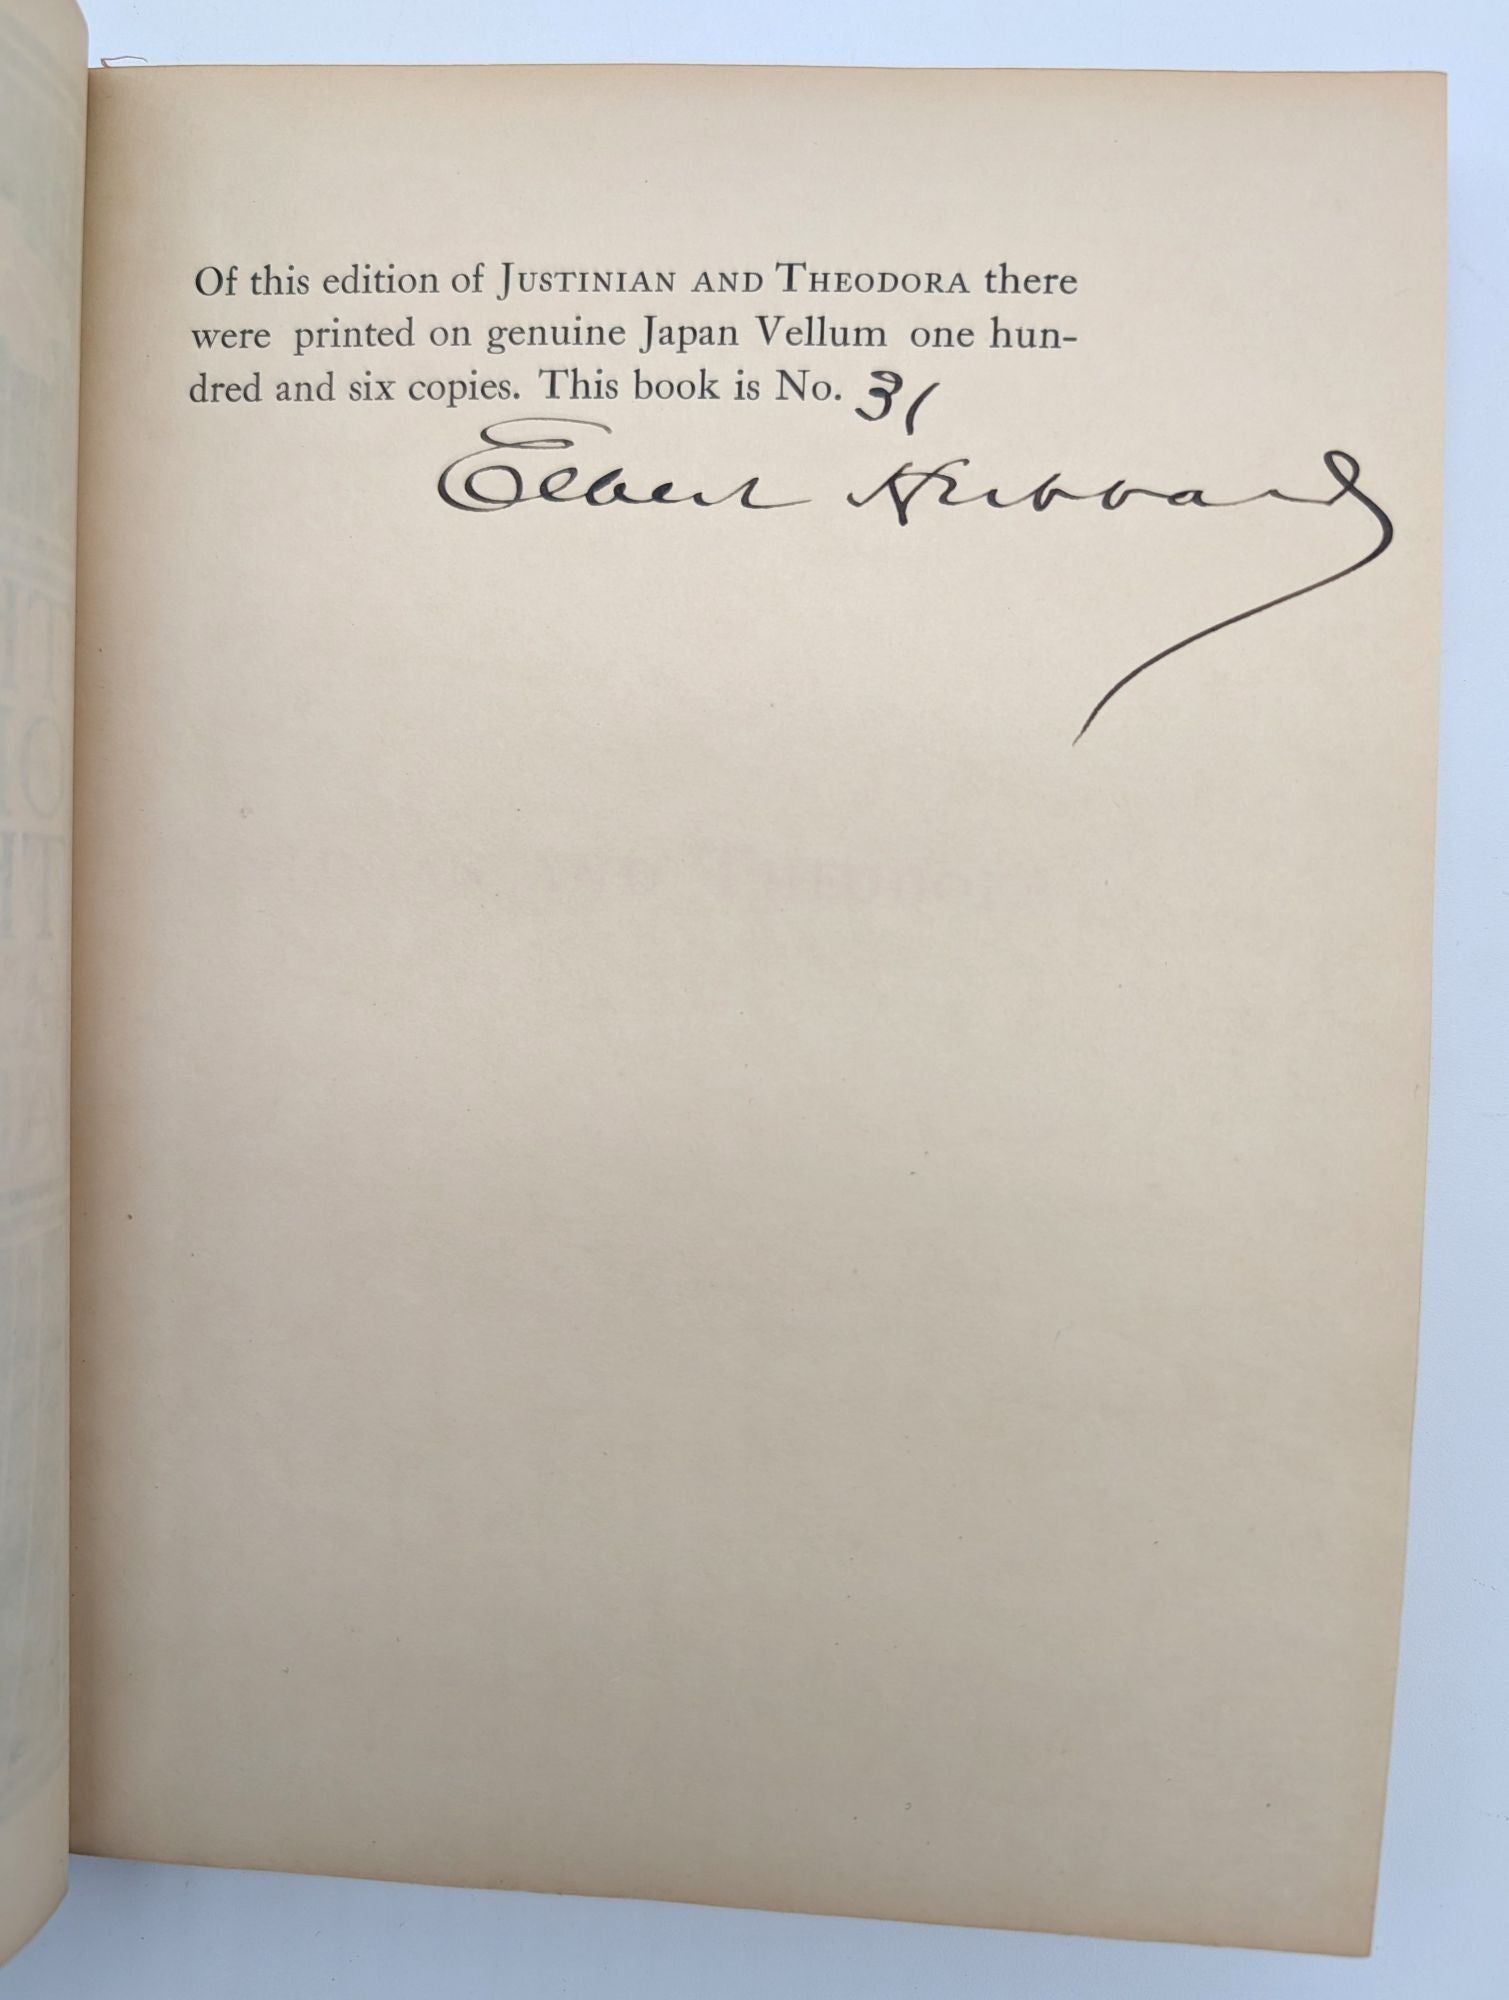 Of this edition of JUSTINIAN AND THEODORA there
were printed on genuine Japan Vellum one hun-
dred and six copies. This book is No. 31
Elbert Hubbard